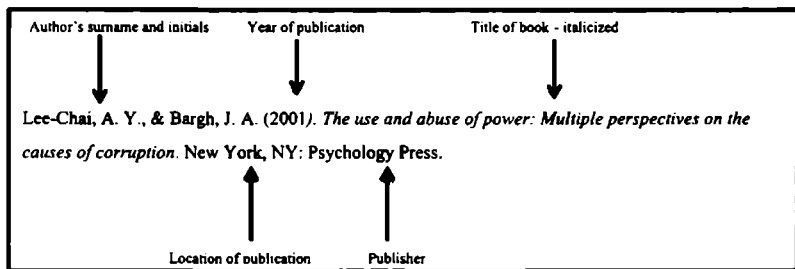 Author's surname and initials Year of publication Title of book - italicized
Lee-Chai, A. Y., & Bargh, J. A. (2001). The use and abuse of power: Multiple perspectives on the
causes of corruption. New York, NY: Psychology Press.
Location of publication Publisher